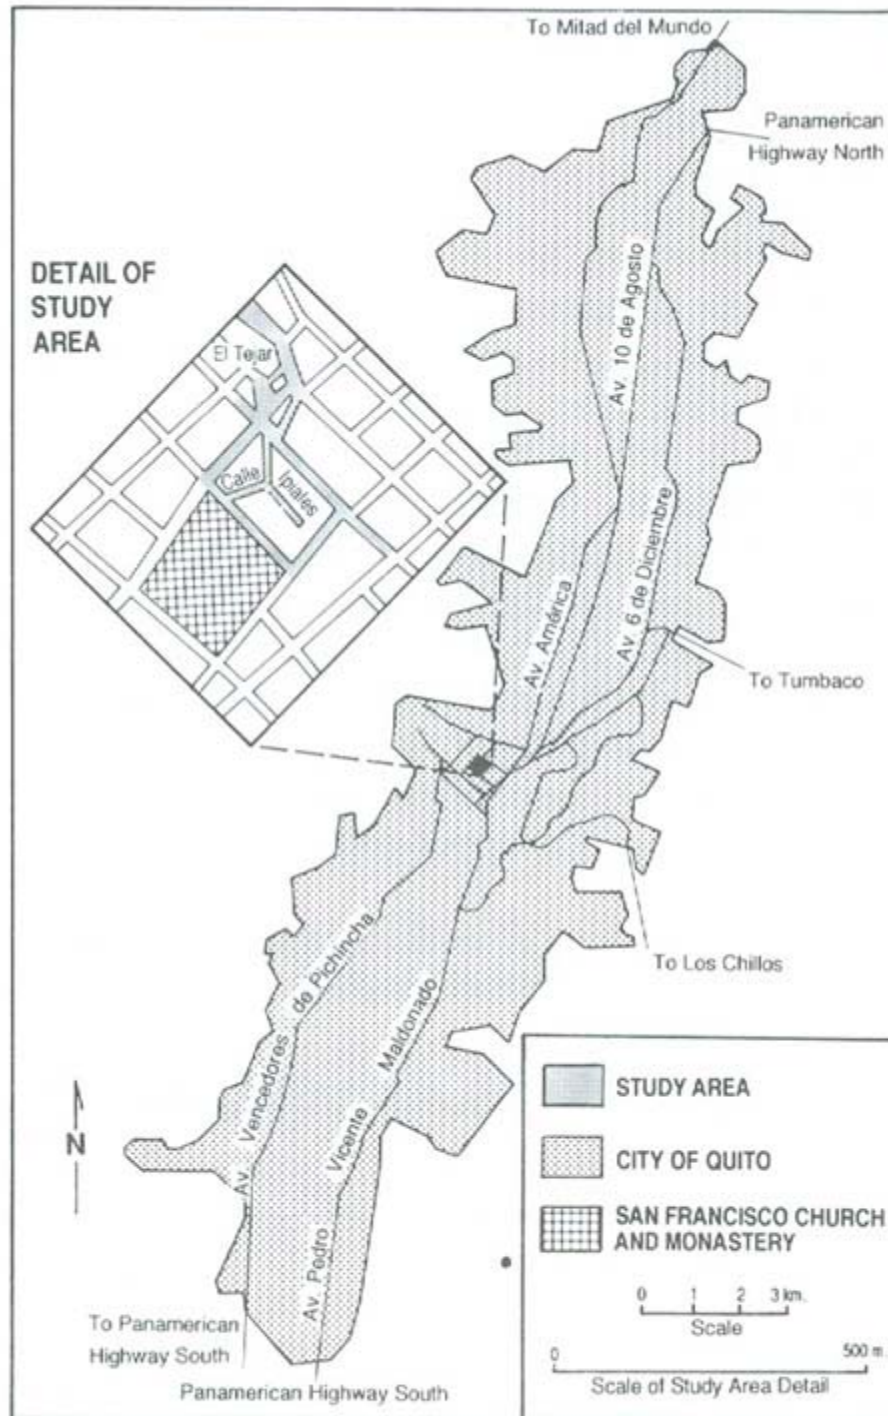 To Mitad del Mundo
Panamerican
Highway North
DETAIL OF
STUDY
AREA
El Tejar
Calle
Ipiales
Av. 10 de Agosto
Av. 6 de Diciembre
Av. América
To Tumbaco
To Los Chillos
Av. Vencedores de Pichincha
Av. Pedro Vicente Maldonado
N
To Panamerican
Highway South
Panamerican Highway South
STUDY AREA
CITY OF QUITO
SAN FRANCISCO CHURCH
AND MONASTERY
0 1 2 3 km.
Scale
0 500 m.
Scale of Study Area Detail